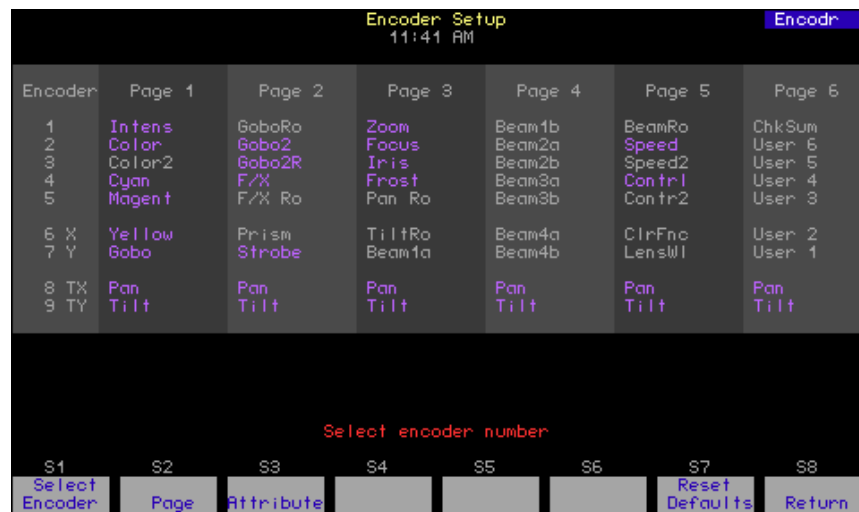 Encoder Setup Encodr
11:41 AM
Encoder Page 1 Page 2 Page 3 Page 4 Page 5 Page 6
1 Intens GoboRo Zoom Beam1b BeamRo ChkSum
2 Color Gobo2 Focus Beam2a Speed User 6
3 Color2 Gobo2R Iris Beam2b Speed2 User 5
4 Cyan F/X Frost Beam3a Contrl User 4
5 Magent F/X Ro Pan Ro Beam3b Contr2 User 3
6 X Yellow Prism TiltRo Beam4a ClrFnc User 2
7 Y Gobo Strobe Beam1a Beam4b LensWl User 1
8 TX Pan Pan Pan Pan Pan Pan
9 TY Tilt Tilt Tilt Tilt Tilt Tilt
Select encoder number
S1 S2 S3 S4 S5 S6 S7 S8
Select Reset
Encoder Page Attribute Defaults Return